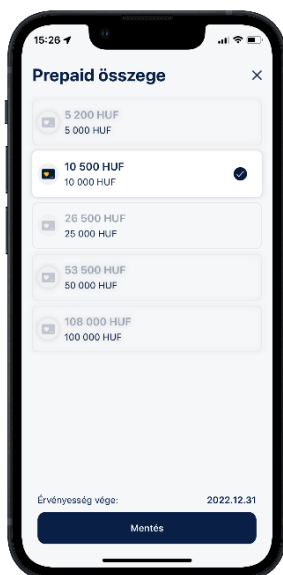 15:26
Prepaid összege
5 200 HUF
5 000 HUF
10 500 HUF
10 000 HUF
26 500 HUF
25 000 HUF
53 500 HUF
50 000 HUF
108 000 HUF
100 000 HUF
Érvényesség vége: 2022.12.31
Mentés